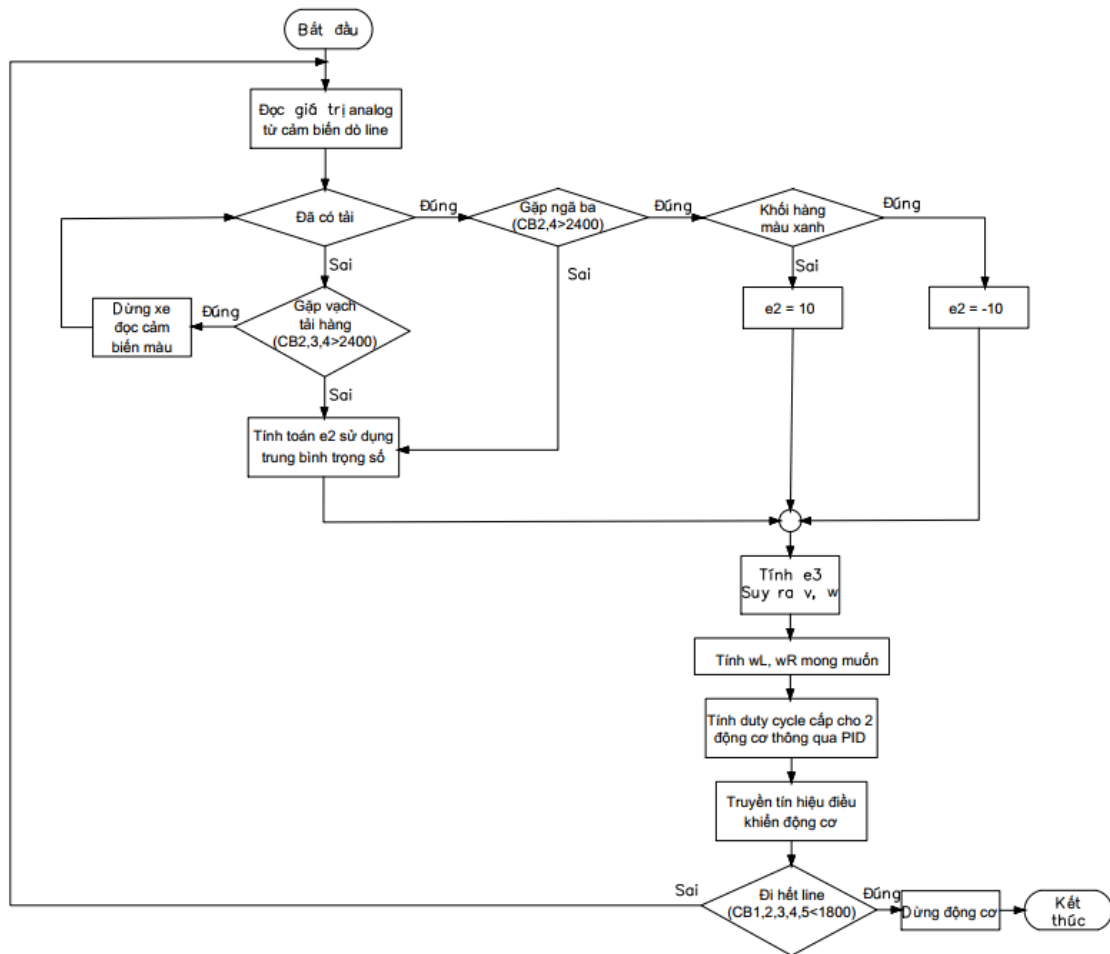 Bắt đầu
Đọc giá trị analog
từ cảm biến dò line
Đã có tải
Đúng
Gặp ngã ba
(CB2,4>2400)
Đúng
Khối hàng
màu xanh
Đúng
Sai
Sai
Sai
Dừng xe
đọc cảm
biến màu
Đúng
Gặp vạch
tải hàng
(CB2,3,4>2400)
e2 = 10
e2 = -10
Sai
Tính toán e2 sử dụng
trung bình trọng số
Tính e3
Suy ra v, w
Tính wL, wR mong muốn
Tính duty cycle cấp cho 2
động cơ thông qua PID
Truyền tín hiệu điều
khiển động cơ
Sai
Đi hết line
(CB1,2,3,4,5<1800)
Đúng
Dừng động cơ
Kết
thúc